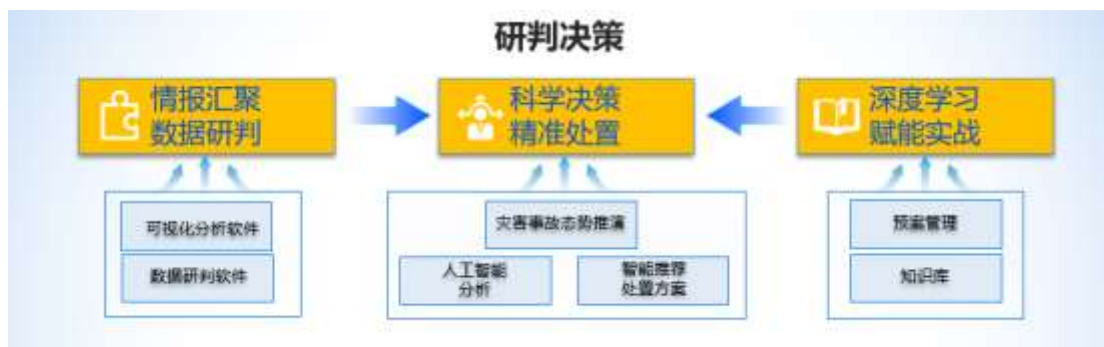 研判决策
情报汇聚
数据研判
科学决策
精准处置
深度学习
赋能实战
可视化分析软件
数据研判软件
灾害事故态势推演
人工智能
分析
智能推荐
处置方案
预案管理
知识库